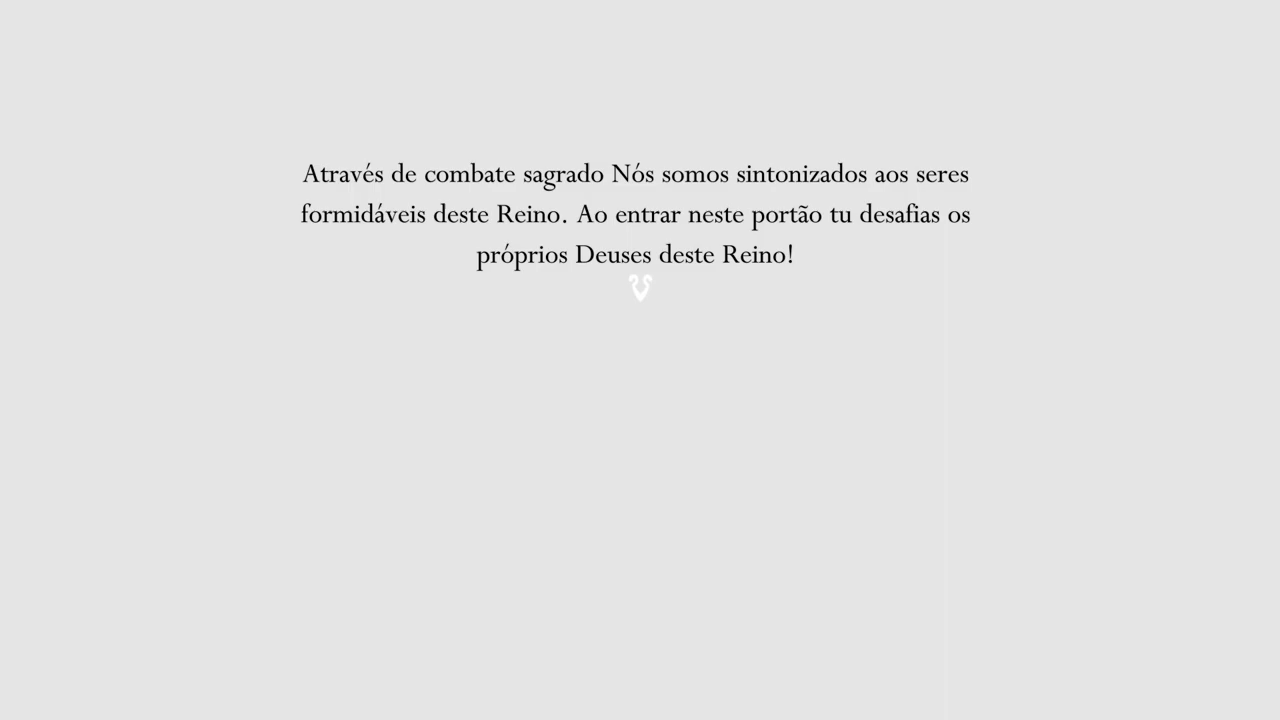 Através de combate sagrado Nós somos sintonizados aos seres
formidáveis deste Reino. Ao entrar neste portão tu desafias os
próprios Deuses deste Reino!